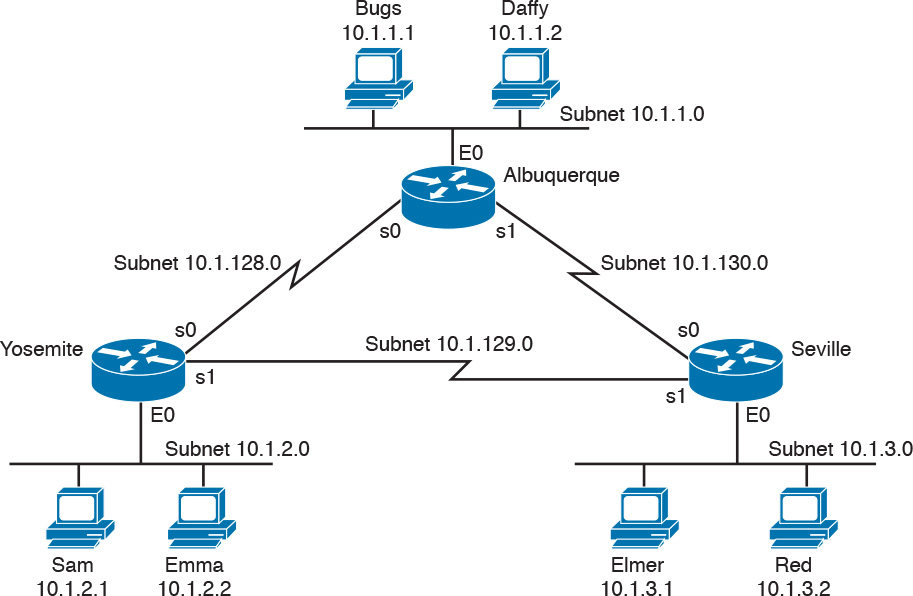 Bugs
10.1.1.1
Daffy
10.1.1.2
Subnet 10.1.1.0
E0
Albuquerque
s0
s1
Subnet 10.1.128.0
Subnet 10.1.130.0
s0
s0
Yosemite
Subnet 10.1.129.0
Seville
s1
s1
E0
E0
Subnet 10.1.2.0
Subnet 10.1.3.0
Sam
10.1.2.1
Emma
10.1.2.2
Elmer
10.1.3.1
Red
10.1.3.2